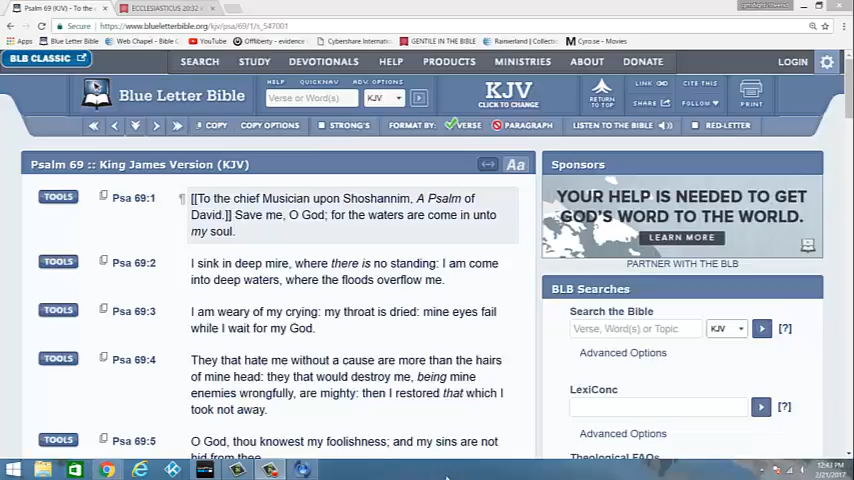 Psalm 69 (KJV) - To the
ECCLESIASTICUS 20:32
Secure
https://www.blueletterbible.org/kjv/psa/69/1/s_547001
Apps Blue Letter Bible Web Chapel - Bible C YouTube Offliberty - evidence Cybershare Internati GENTILE IN THE BIBLE Rainierland | Collecti Cyro.se - Movies
BLB CLASSIC SEARCH STUDY DEVOTIONALS HELP PRODUCTS MINISTRIES ABOUT DONATE LOGIN
Blue Letter Bible
HELP QUICKNAV ADV OPTIONS
Verse or Word(s) KJV
KJV
CLICK TO CHANGE
RETURN
TO TOP
LINK CITE THIS
SHARE FOLLOW
PRINT
COPY COPY OPTIONS STRONG'S FORMAT BY: VERSE PARAGRAPH LISTEN TO THE BIBLE RED-LETTER
Psalm 69 :: King James Version (KJV)
Aa
TOOLS Psa 69:1 ¶ [[To the chief Musician upon Shoshannim, A Psalm of
David.]] Save me, O God; for the waters are come in unto
my soul.
TOOLS Psa 69:2 I sink in deep mire, where there is no standing: I am come
into deep waters, where the floods overflow me.
TOOLS Psa 69:3 I am weary of my crying: my throat is dried: mine eyes fail
while I wait for my God.
TOOLS Psa 69:4 They that hate me without a cause are more than the hairs
of mine head: they that would destroy me, being mine
enemies wrongfully, are mighty: then I restored that which I
took not away.
TOOLS Psa 69:5 O God, thou knowest my foolishness; and my sins are not
hid from thee.
Sponsors
YOUR HELP IS NEEDED TO GET
GOD'S WORD TO THE WORLD.
LEARN MORE
PARTNER WITH THE BLB
BLB Searches
Search the Bible
Verse, Word(s) or Topic KJV [?]
Advanced Options
LexiConc
[?]
Advanced Options
Theological FAQs
12:43 PM
2/21/2017